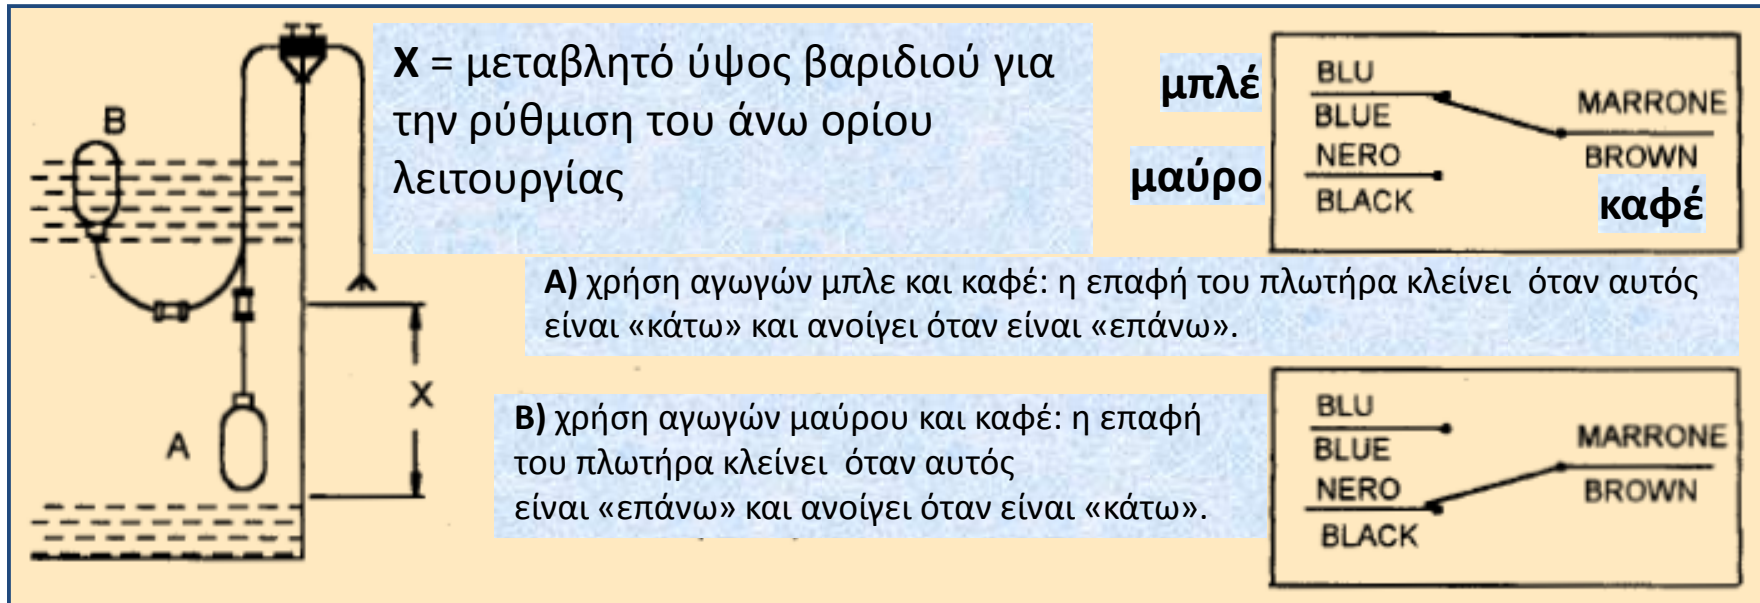 X = μεταβλητό ύψος βαριδιού για
την ρύθμιση του άνω ορίου
λειτουργίας
B
A
X
μπλέ
μαύρο
BLU
BLUE
NERO
BLACK
MARRONE
BROWN
καφέ
A) χρήση αγωγών μπλε και καφέ: η επαφή του πλωτήρα κλείνει όταν αυτός
είναι «κάτω» και ανοίγει όταν είναι «επάνω».
B) χρήση αγωγών μαύρου και καφέ: η επαφή
του πλωτήρα κλείνει όταν αυτός
είναι «επάνω» και ανοίγει όταν είναι «κάτω».
BLU
BLUE
NERO
BLACK
MARRONE
BROWN